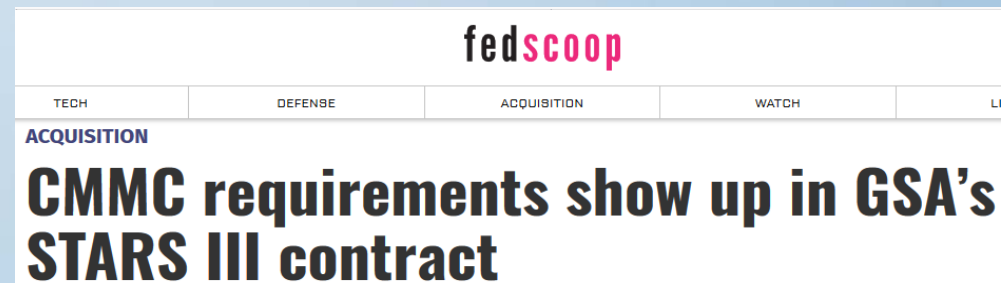 fedscoop
TECH DEFENSE ACQUISITION WATCH
ACQUISITION
CMMC requirements show up in GSA's
STARS III contract